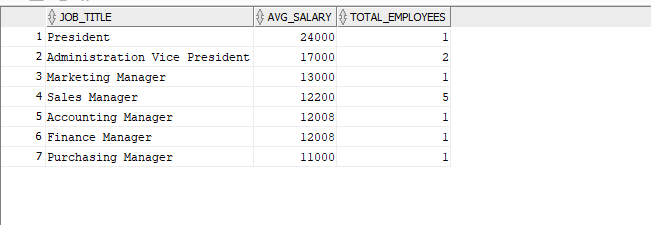 JOB_TITLE AVG_SALARY TOTAL_EMPLOYEES
1 President 24000 1
2 Administration Vice President 17000 2
3 Marketing Manager 13000 1
4 Sales Manager 12200 5
5 Accounting Manager 12008 1
6 Finance Manager 12008 1
7 Purchasing Manager 11000 1